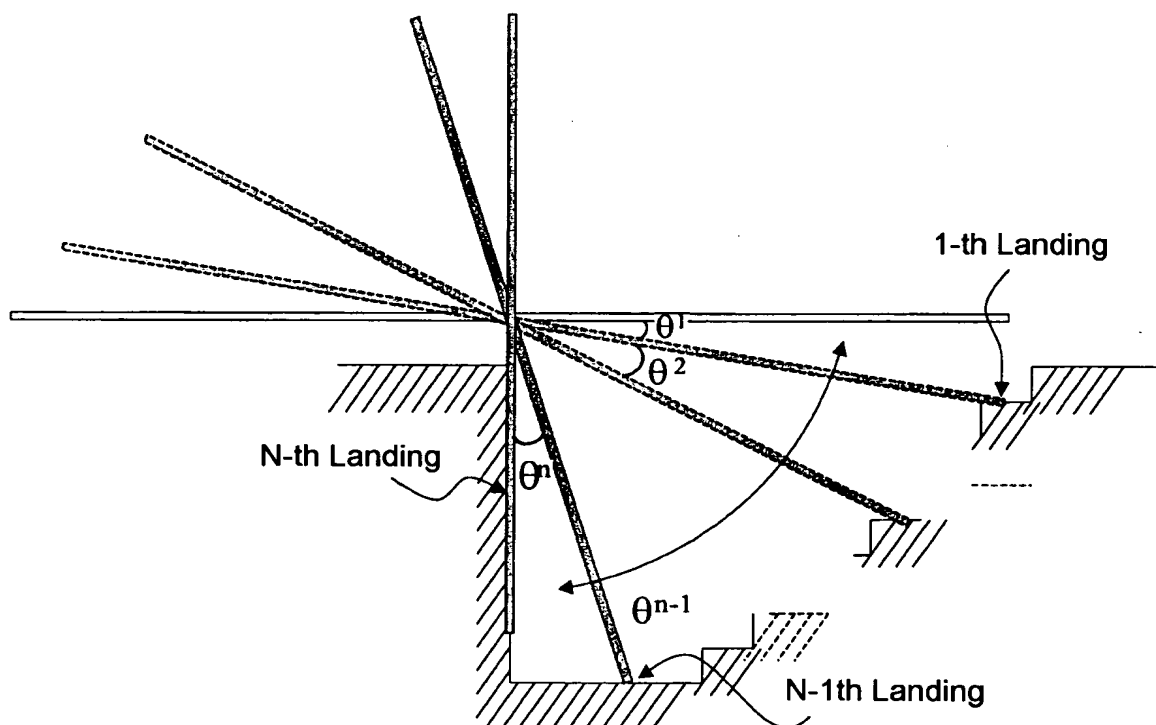 1-th Landing
θ¹
θ²
N-th Landing
θⁿ
θⁿ⁻¹
N-1th Landing